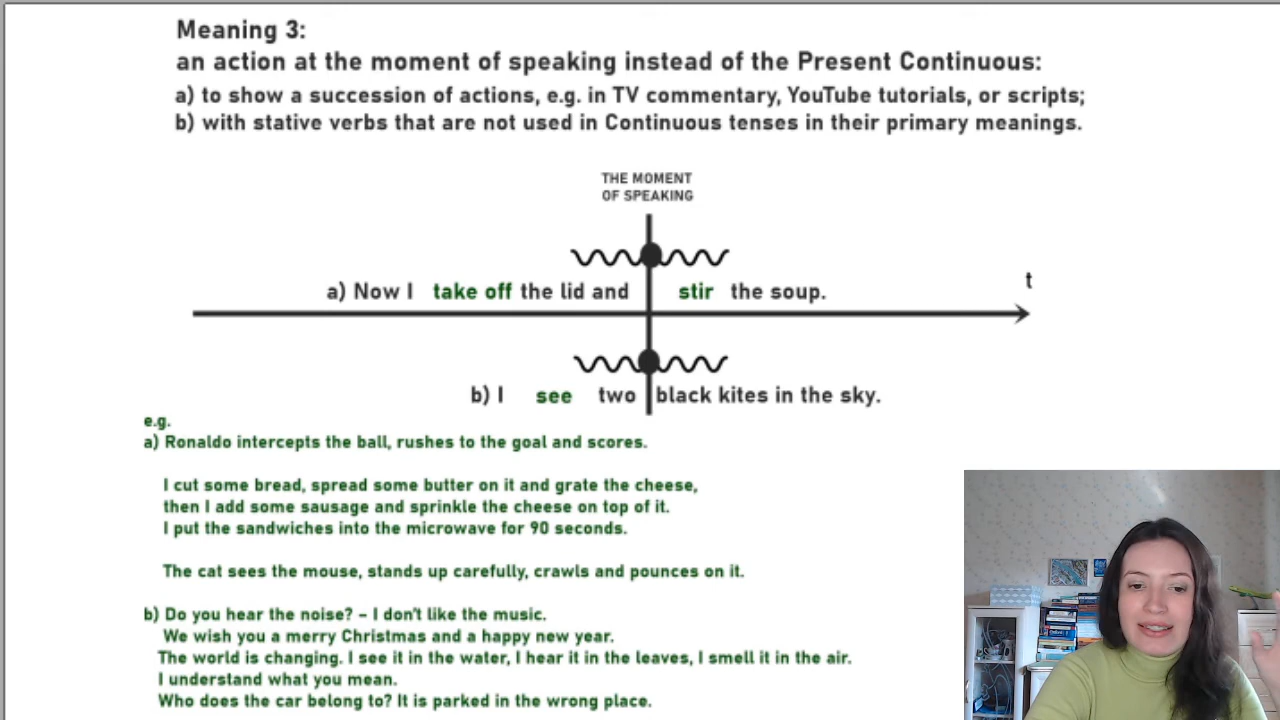 Meaning 3:
an action at the moment of speaking instead of the Present Continuous:
a) to show a succession of actions, e.g. in TV commentary, YouTube tutorials, or scripts;
b) with stative verbs that are not used in Continuous tenses in their primary meanings.
THE MOMENT
OF SPEAKING
t
a) Now I take off the lid and stir the soup.
b) I see two black kites in the sky.
e.g.
a) Ronaldo intercepts the ball, rushes to the goal and scores.
I cut some bread, spread some butter on it and grate the cheese,
then I add some sausage and sprinkle the cheese on top of it.
I put the sandwiches into the microwave for 90 seconds.
The cat sees the mouse, stands up carefully, crawls and pounces on it.
b) Do you hear the noise? – I don't like the music.
We wish you a merry Christmas and a happy new year.
The world is changing. I see it in the water, I hear it in the leaves, I smell it in the air.
I understand what you mean.
Who does the car belong to? It is parked in the wrong place.